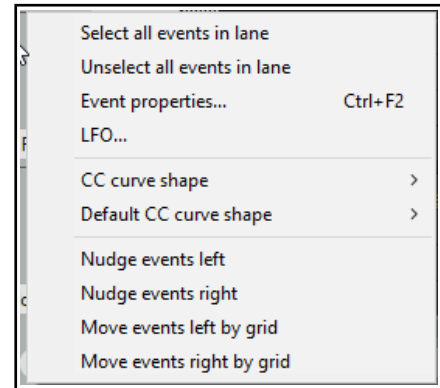 Select all events in lane
Unselect all events in lane
Event properties... Ctrl+F2
LFO...
CC curve shape
Default CC curve shape
Nudge events left
Nudge events right
Move events left by grid
Move events right by grid